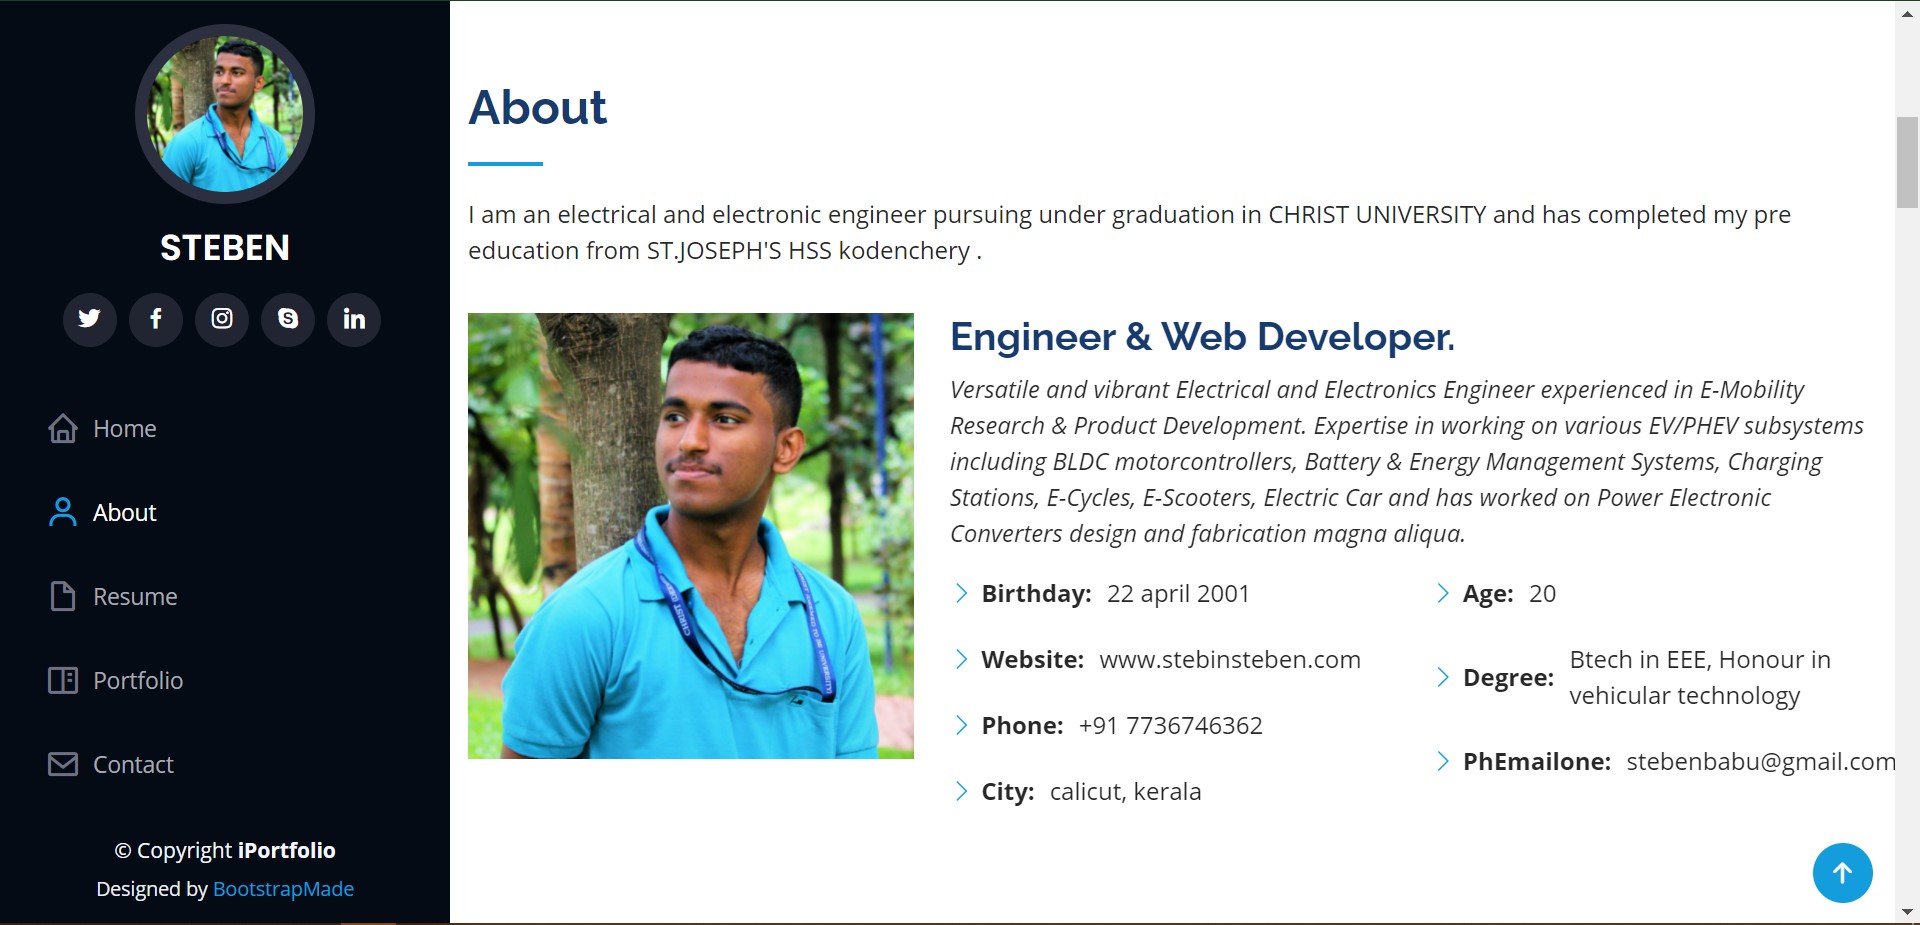 STEBEN
Home
About
Resume
Portfolio
Contact
© Copyright iPortfolio
Designed by BootstrapMade
About
I am an electrical and electronic engineer pursuing under graduation in CHRIST UNIVERSITY and has completed my pre
education from ST.JOSEPH'S HSS kodenchery .
Engineer & Web Developer.
Versatile and vibrant Electrical and Electronics Engineer experienced in E-Mobility
Research & Product Development. Expertise in working on various EV/PHEV subsystems
including BLDC motorcontrollers, Battery & Energy Management Systems, Charging
Stations, E-Cycles, E-Scooters, Electric Car and has worked on Power Electronic
Converters design and fabrication magna aliqua.
Birthday: 22 april 2001
Website: www.stebinsteben.com
Phone: +91 7736746362
City: calicut, kerala
Age: 20
Degree: Btech in EEE, Honour in
vehicular technology
PhEmailone: stebenbabu@gmail.com
CHRIST